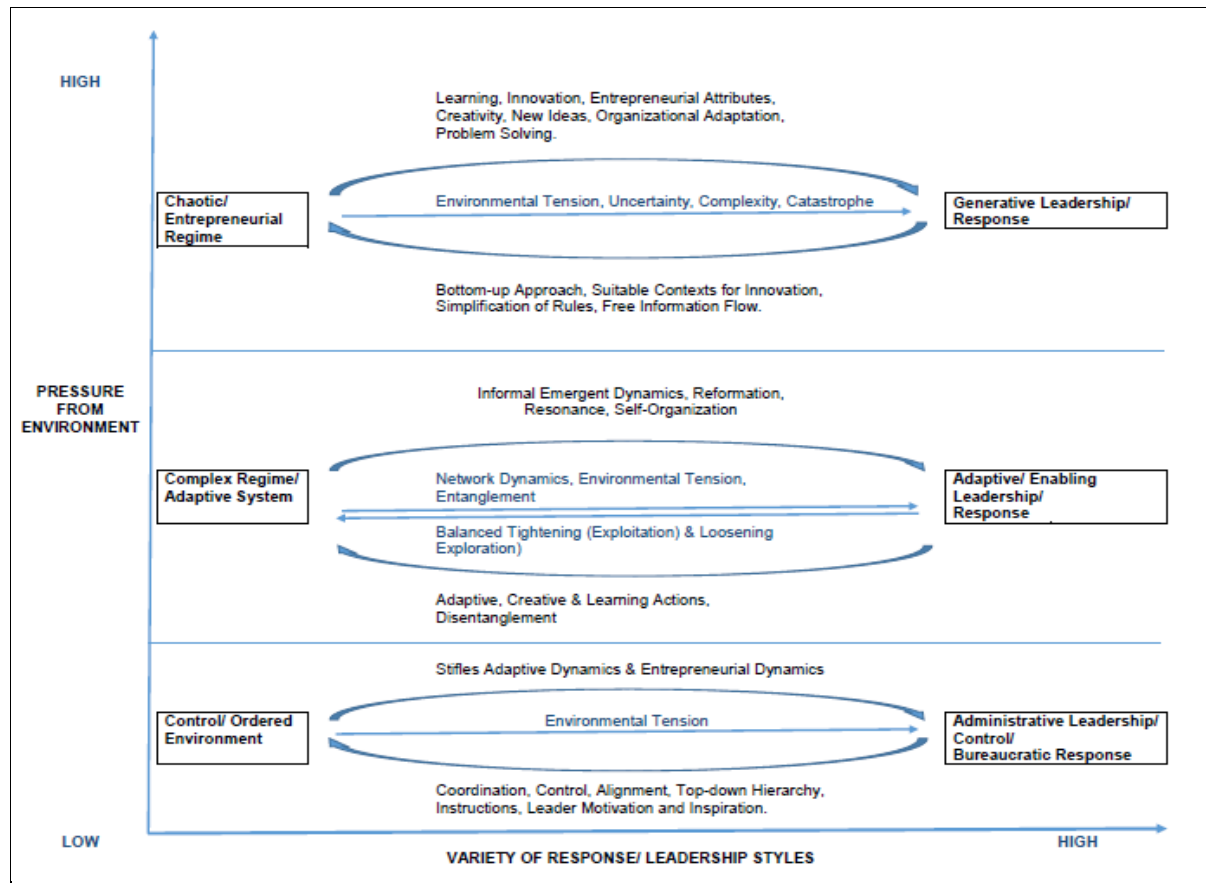 HIGH
Learning, Innovation, Entrepreneurial Attributes,
Creativity, New Ideas, Organizational Adaptation,
Problem Solving.
Chaotic/
Entrepreneurial
Regime
Environmental Tension, Uncertainty, Complexity, Catastrophe
Generative Leadership/
Response
Bottom-up Approach, Suitable Contexts for Innovation,
Simplification of Rules, Free Information Flow.
PRESSURE
FROM
ENVIRONMENT
Informal Emergent Dynamics, Reformation,
Resonance, Self-Organization
Complex Regime/
Adaptive System
Network Dynamics, Environmental Tension,
Entanglement
Adaptive/ Enabling
Leadership/
Response
Balanced Tightening (Exploitation) & Loosening
Exploration)
Adaptive, Creative & Learning Actions,
Disentanglement
Stifles Adaptive Dynamics & Entrepreneurial Dynamics
Control/ Ordered
Environment
Environmental Tension
Administrative Leadership/
Control/
Bureaucratic Response
Coordination, Control, Alignment, Top-down Hierarchy,
Instructions, Leader Motivation and Inspiration.
LOW
HIGH
VARIETY OF RESPONSE/ LEADERSHIP STYLES